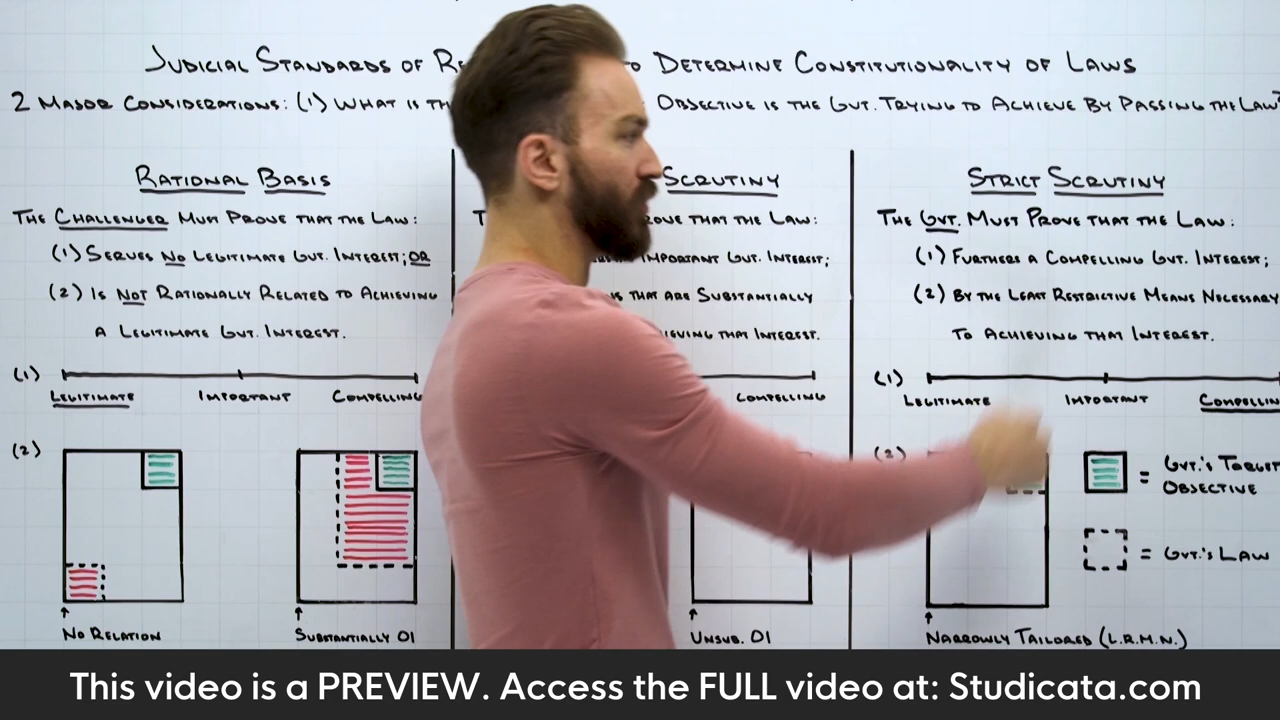 JUDICIAL STANDARDS OF TO DETERMINE CONSTITUTIONALITY OF LAWS
2 MAJOR CONSIDERATIONS: (1) WHAT IS OBJECTIVE IS THE GVT. TRYING TO ACHIEVE BY PASSING THE LAW?
RATIONAL BASIS
THE CHALLENGER MUST PROVE THAT THE LAW:
(1) SERVES NO LEGITIMATE GVT. INTEREST; OR
(2) IS NOT RATIONALLY RELATED TO ACHIEVING
A LEGITIMATE GVT. INTEREST.
(1)
LEGITIMATE IMPORTANT COMPELLING
(2)
NO RELATION
SUBSTANTIALLY OI
SCRUTINY
THAT THE LAW:
IMPORTANT GVT. INTEREST;
THAT ARE SUBSTANTIALLY
THAT INTEREST.
COMPELLING
UNSUB. OI
STRICT SCRUTINY
THE GVT. MUST PROVE THAT THE LAW:
(1) FURTHERS A COMPELLING GVT. INTEREST;
(2) BY THE LEAST RESTRICTIVE MEANS NECESSARY
TO ACHIEVING THAT INTEREST.
(1)
LEGITIMATE IMPORTANT COMPELLIN
(2)
= GVT.'S TARGET
OBJECTIVE
= GVT.'S LAW
NARROWLY TAILORED (L.R.M.N.)
This video is a PREVIEW. Access the FULL video at: Studicata.com